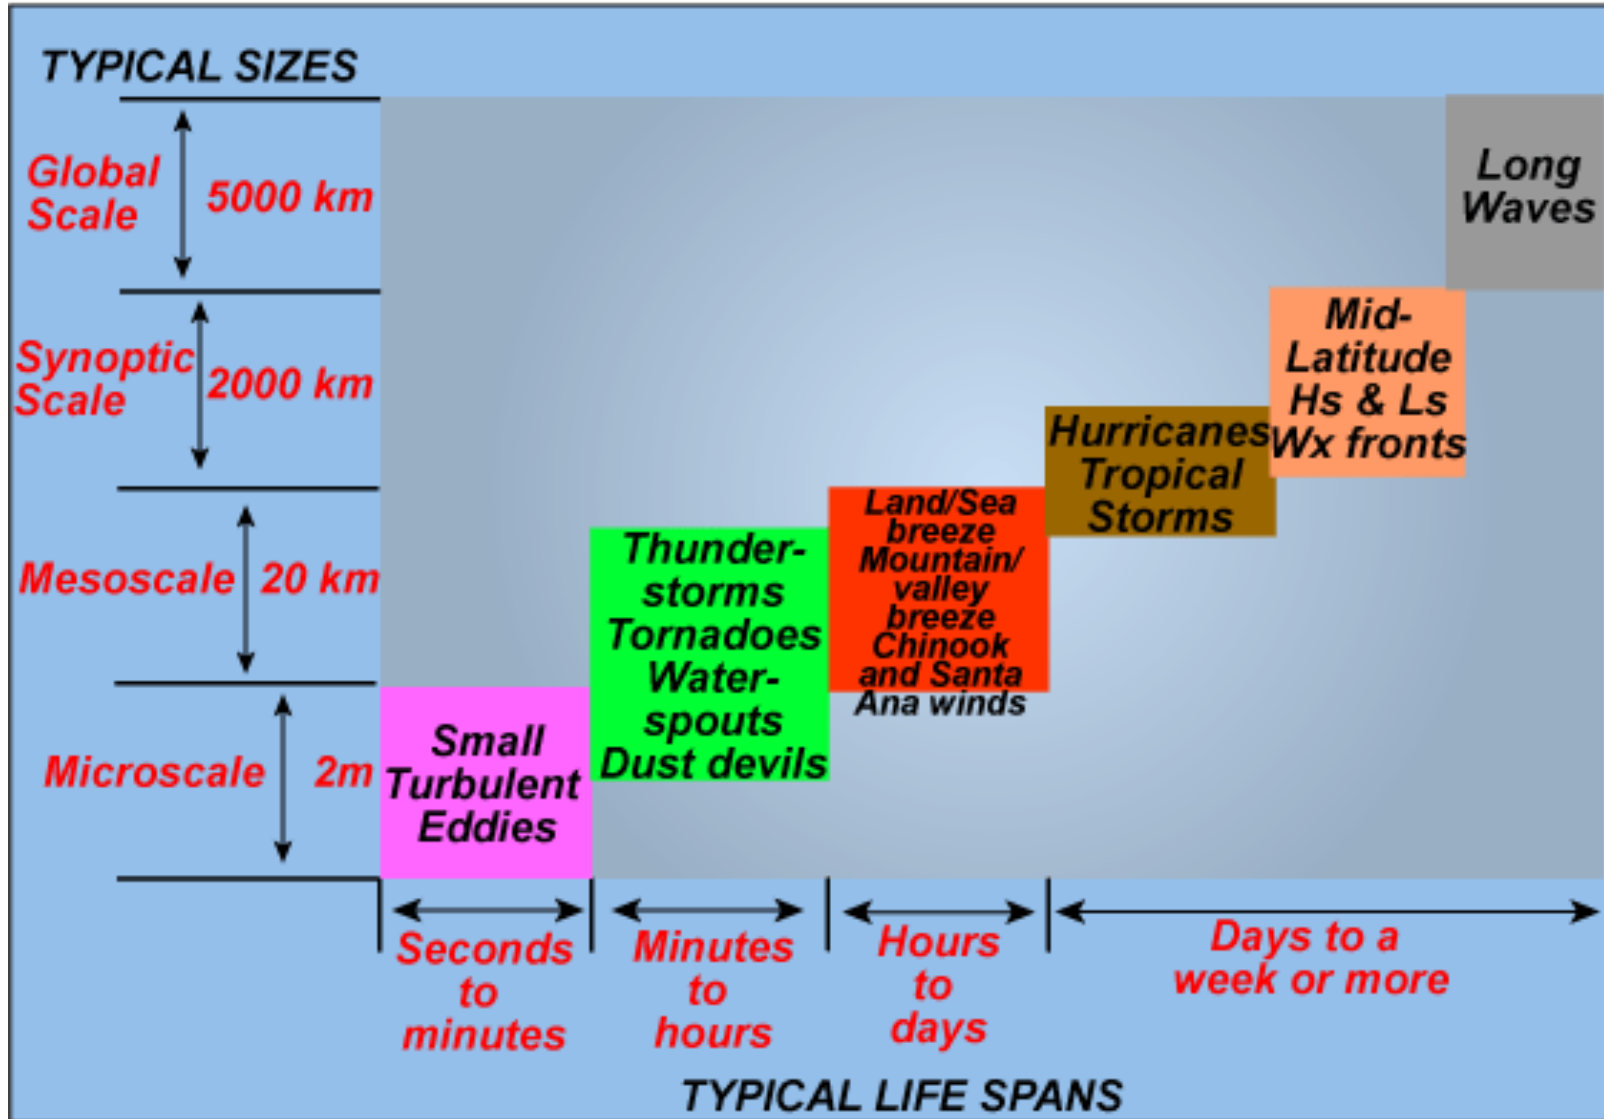 TYPICAL SIZES
Global
Scale
5000 km
Synoptic
Scale
2000 km
Mesoscale
20 km
Microscale
2m
Small
Turbulent
Eddies
Thunder-
storms
Tornadoes
Water-
spouts
Dust devils
Land/Sea
breeze
Mountain/
valley
breeze
Chinook
and Santa
Ana winds
Hurricanes
Tropical
Storms
Mid-
Latitude
Hs & Ls
Wx fronts
Long
Waves
Seconds
to
minutes
Minutes
to
hours
Hours
to
days
Days to a
week or more
TYPICAL LIFE SPANS